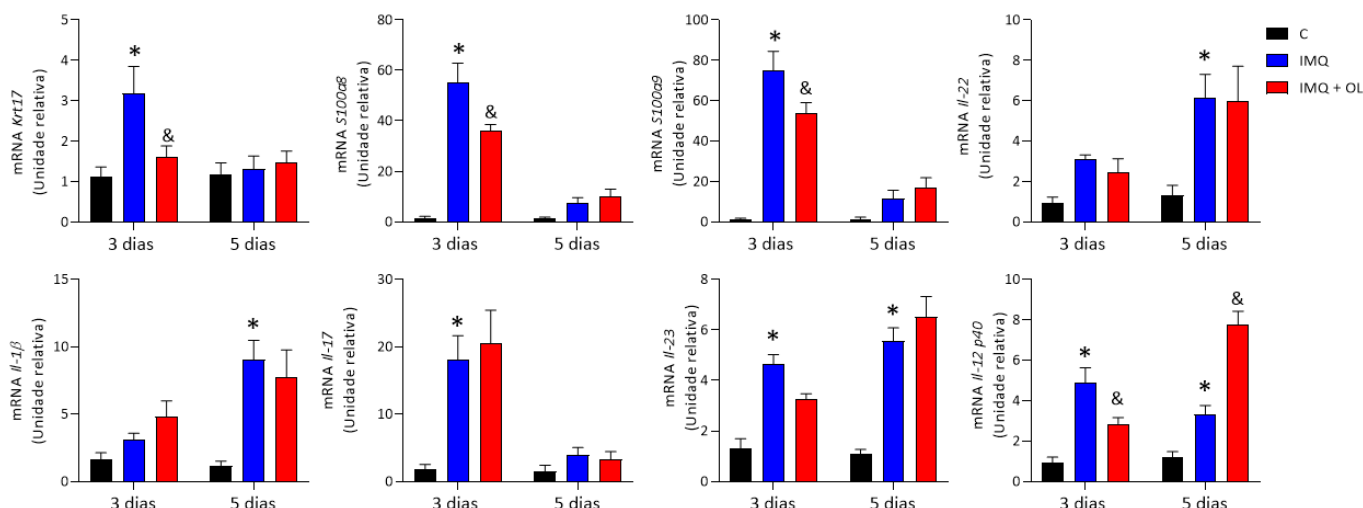 mRNA Krt17
(Unidade relativa)
5
4
3
2
1
0
*
&
3 dias
5 dias
mRNA S100a8
(Unidade relativa)
80
60
40
20
0
*
&
3 dias
5 dias
mRNA S100a9
(Unidade relativa)
100
80
60
40
20
0
*
&
3 dias
5 dias
mRNA Il-22
(Unidade relativa)
10
8
6
4
2
0
*
3 dias
5 dias
C
IMQ
IMQ + OL
mRNA Il-1β
(Unidade relativa)
15
10
5
0
*
3 dias
5 dias
mRNA Il-17
(Unidade relativa)
30
20
10
0
*
3 dias
5 dias
mRNA Il-23
(Unidade relativa)
8
6
4
2
0
*
*
3 dias
5 dias
mRNA Il-12 p40
(Unidade relativa)
10
8
6
4
2
0
*
&
*
&
3 dias
5 dias